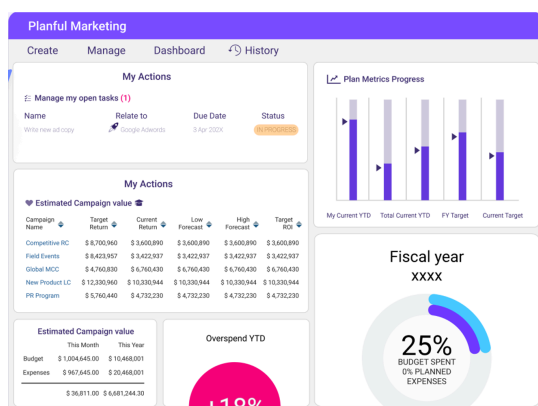 Planful Marketing
Create Manage Dashboard History
My Actions
Manage my open tasks (1)
Name Relate to Due Date Status
Write new ad copy Google Adwords 3 Apr 202X IN PROGRESS
My Actions
Estimated Campaign value
Campaign Name Target Return Current Return Low Forecast High Forecast Target ROI
Competitive RC $ 8,700,960 $ 3,600,890 $ 3,600,890 $ 3,600,890 $ 3,600,890
Field Events $ 8,423,957 $ 3,422,937 $ 3,422,937 $ 3,422,937 $ 3,422,937
Global MCC $ 4,760,830 $ 6,760,430 $ 6,760,430 $ 6,760,430 $ 6,760,430
New Product LC $ 12,330,960 $ 10,330,944 $ 10,330,944 $ 10,330,944 $ 10,330,944
PR Program $ 5,760,440 $ 4,732,230 $ 4,732,230 $ 4,732,230 $ 4,732,230
Estimated Campaign value
This Month This Year
Budget $ 1,004,645.00 $ 10,468,001
Expenses $ 967,645.00 $ 20,468,001
$ 36,811.00 $ 6,681,244.30
Overspend YTD
+18%
Plan Metrics Progress
My Current YTD Total Current YTD FY Target Current Target
Fiscal year
XXXX
25%
BUDGET SPENT
0% PLANNED
EXPENSES